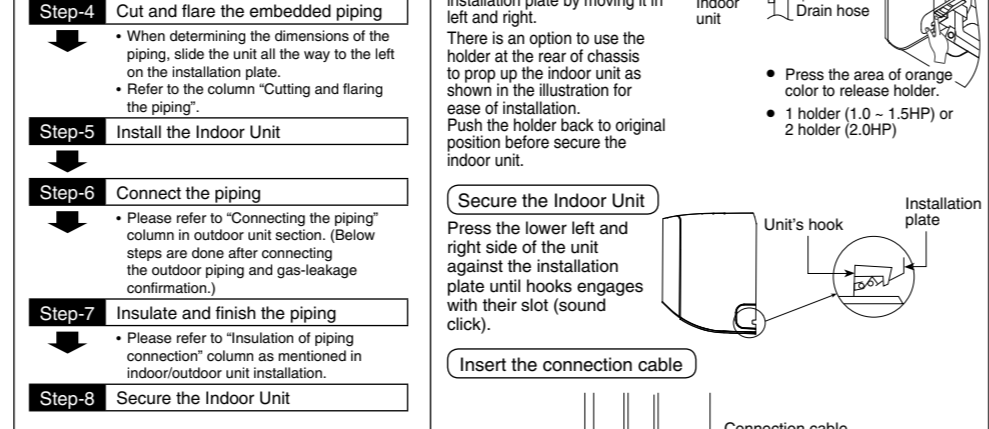 Step-4 Cut and flare the embedded piping
• When determining the dimensions of the
piping, slide the unit all the way to the left
on the installation plate.
• Refer to the column “Cutting and flaring
the piping”.
Step-5 Install the Indoor Unit
Step-6 Connect the piping
• Please refer to “Connecting the piping”
column in outdoor unit section. (Below
steps are done after connecting
the outdoor piping and gas-leakage
confirmation.)
Step-7 Insulate and finish the piping
• Please refer to “Insulation of piping
connection” column as mentioned in
indoor/outdoor unit installation.
Step-8 Secure the Indoor Unit
installation plate by moving it in
left and right.
There is an option to use the
holder at the rear of chassis
to prop up the indoor unit as
shown in the illustration for
ease of installation.
Push the holder back to original
position before secure the
indoor unit.
Indoor
unit
Drain hose
• Press the area of orange
color to release holder.
• 1 holder (1.0 ~ 1.5HP) or
2 holder (2.0HP)
Secure the Indoor Unit
Press the lower left and
right side of the unit
against the installation
plate until hooks engages
with their slot (sound
click).
Unit’s hook
Installation
plate
Insert the connection cable
Connection cable